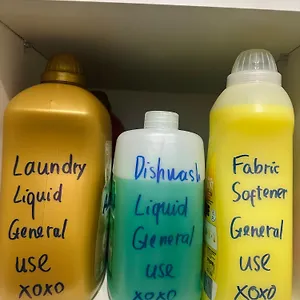 Laundry
Liquid
General
use
xoxo
Dishwash
Liquid
General
use
xoxo
Fabric
Softener
General
use
xoxo